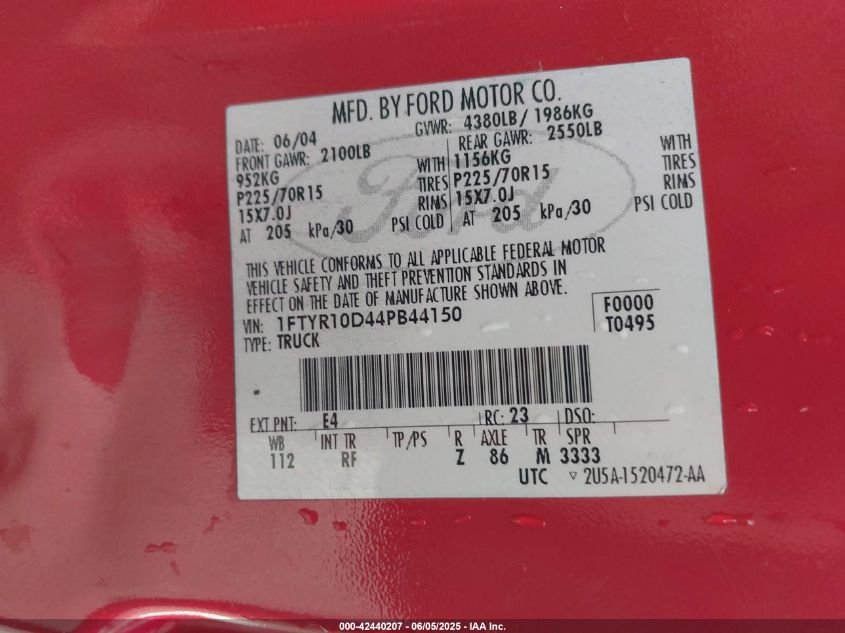 MFD. BY FORD MOTOR CO.
DATE: 06/04 GVWR: 4380LB/ 1986KG
FRONT GAWR: 2100LB REAR GAWR: 2550LB
952KG WITH 1156KG WITH
P225/70R15 TIRES P225/70R15 TIRES
15X7.0J RIMS 15X7.0J RIMS
AT 205 kPa/30 PSI COLD AT 205 kPa/30 PSI COLD
Ford
THIS VEHICLE CONFORMS TO ALL APPLICABLE FEDERAL MOTOR
VEHICLE SAFETY AND THEFT PREVENTION STANDARDS IN
EFFECT ON THE DATE OF MANUFACTURE SHOWN ABOVE.
VIN: 1FTYR10D44PB44150 F0000
TYPE: TRUCK T0495
EXT PNT: E4 RC: 23 DSO:
WB INT TR TP/PS R AXLE TR SPR
112 RF Z 86 M 3333
UTC ▽ 2U5A-1520472-AA
000-42440207 - 06/05/2025 - IAA Inc.